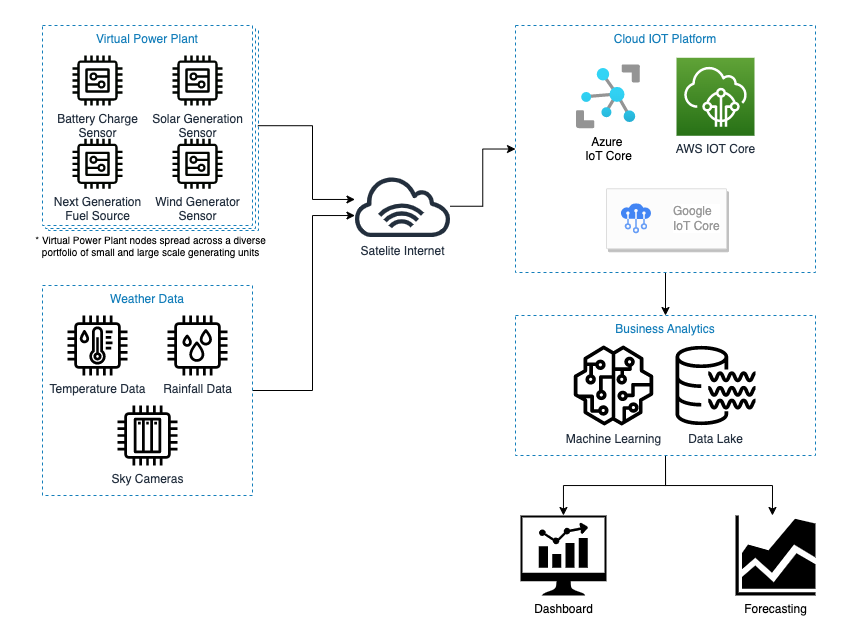 Virtual Power Plant
Battery Charge
Sensor
Solar Generation
Sensor
Next Generation
Fuel Source
Wind Generator
Sensor
* Virtual Power Plant nodes spread across a diverse
portfolio of small and large scale generating units
Weather Data
Temperature Data
Rainfall Data
Sky Cameras
Satelite Internet
Cloud IOT Platform
Azure
IoT Core
AWS IOT Core
Google
IoT Core
Business Analytics
Machine Learning
Data Lake
Dashboard
Forecasting